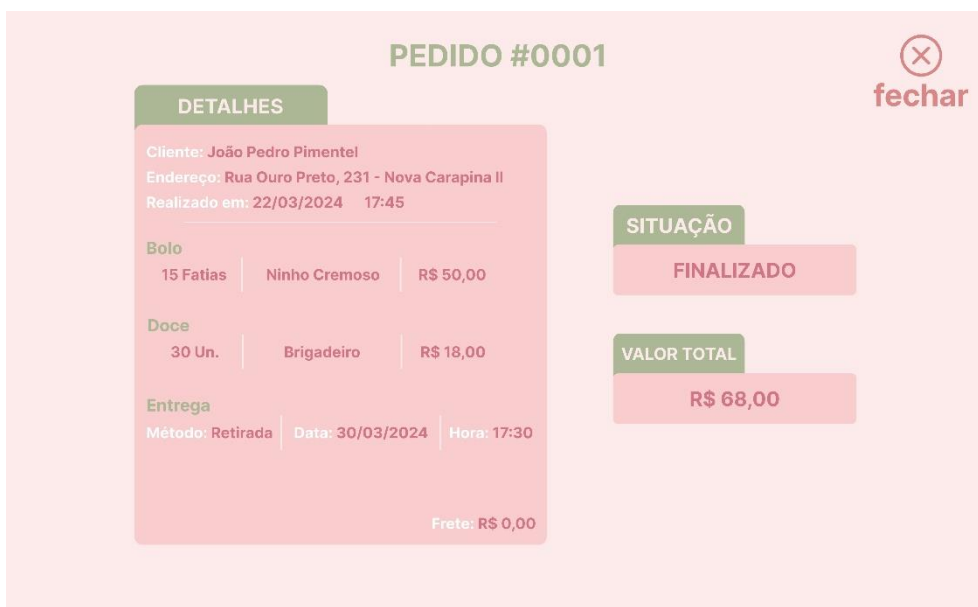 PEDIDO #0001
fechar
DETALHES
Cliente: João Pedro Pimentel
Endereço: Rua Ouro Preto, 231 - Nova Carapina II
Realizado em: 22/03/2024 17:45
Bolo
15 Fatias Ninho Cremoso R$ 50,00
Doce
30 Un. Brigadeiro R$ 18,00
Entrega
Método: Retirada Data: 30/03/2024 Hora: 17:30
Frete: R$ 0,00
SITUAÇÃO
FINALIZADO
VALOR TOTAL
R$ 68,00